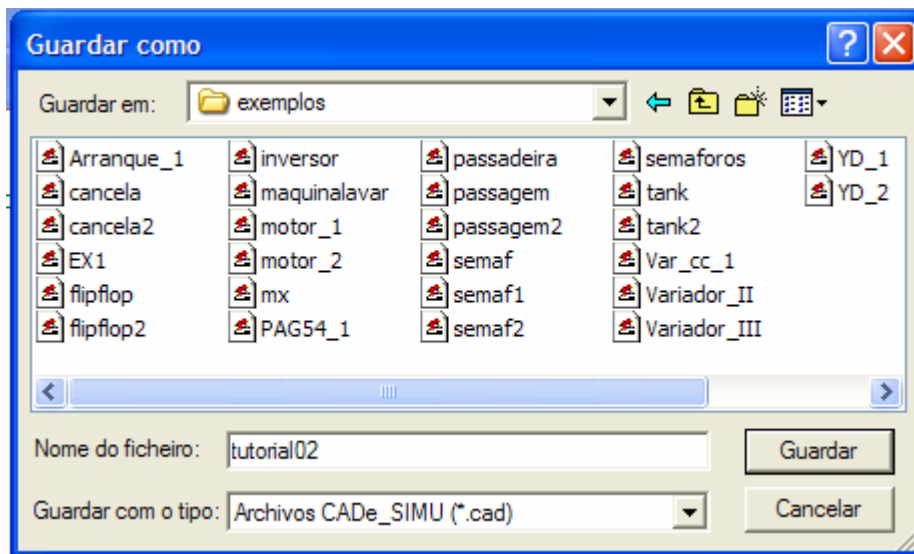 Guardar como
Guardar em: exemplos
Arranque_1 inversor passadeira semaforos YD_1
cancela maquinalavar passagem tank YD_2
cancela2 motor_1 passagem2 tank2
EX1 motor_2 semaf Var_cc_1
flipflop mx semaf1 Variador_II
flipflop2 PAG54_1 semaf2 Variador_III
Nome do ficheiro: tutorial02 Guardar
Guardar com o tipo: Archivos CADe_SIMU (*.cad) Cancelar